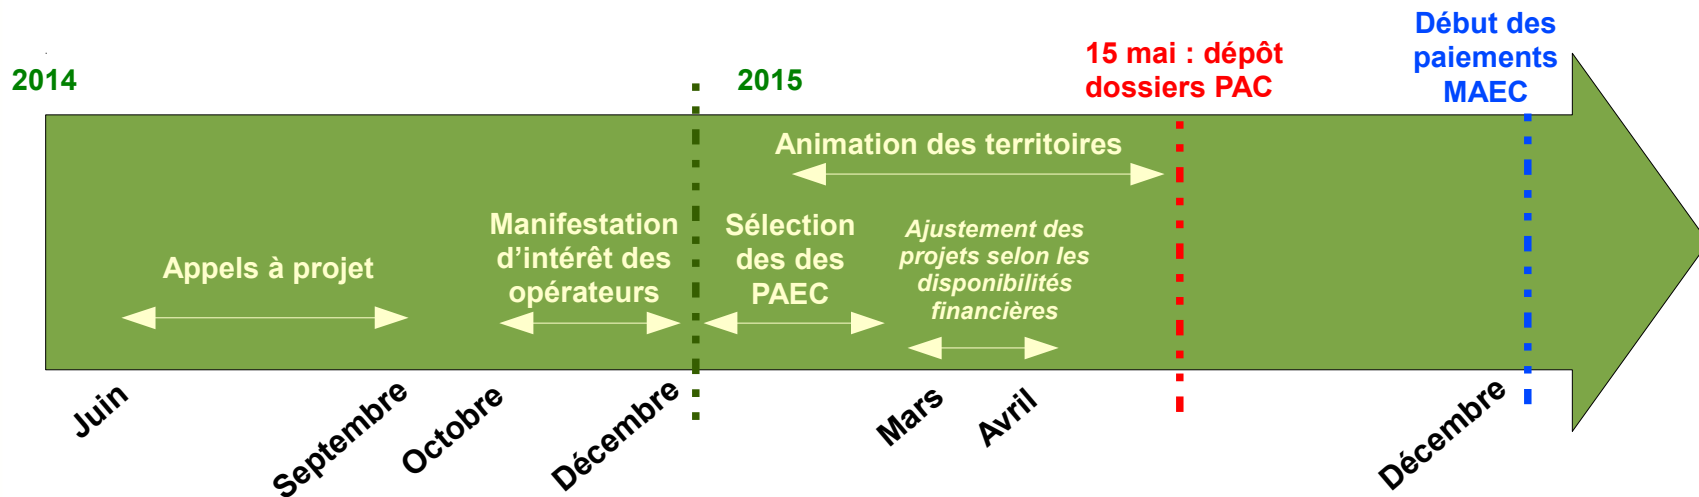 2014
2015
15 mai : dépôt
dossiers PAC
Début des
paiements
MAEC
Animation des territoires
Appels à projet
Manifestation
d’intérêt des
opérateurs
Sélection
des des
PAEC
Ajustement des
projets selon les
disponibilités
financières
Juin
Septembre
Octobre
Décembre
Mars
Avril
Décembre